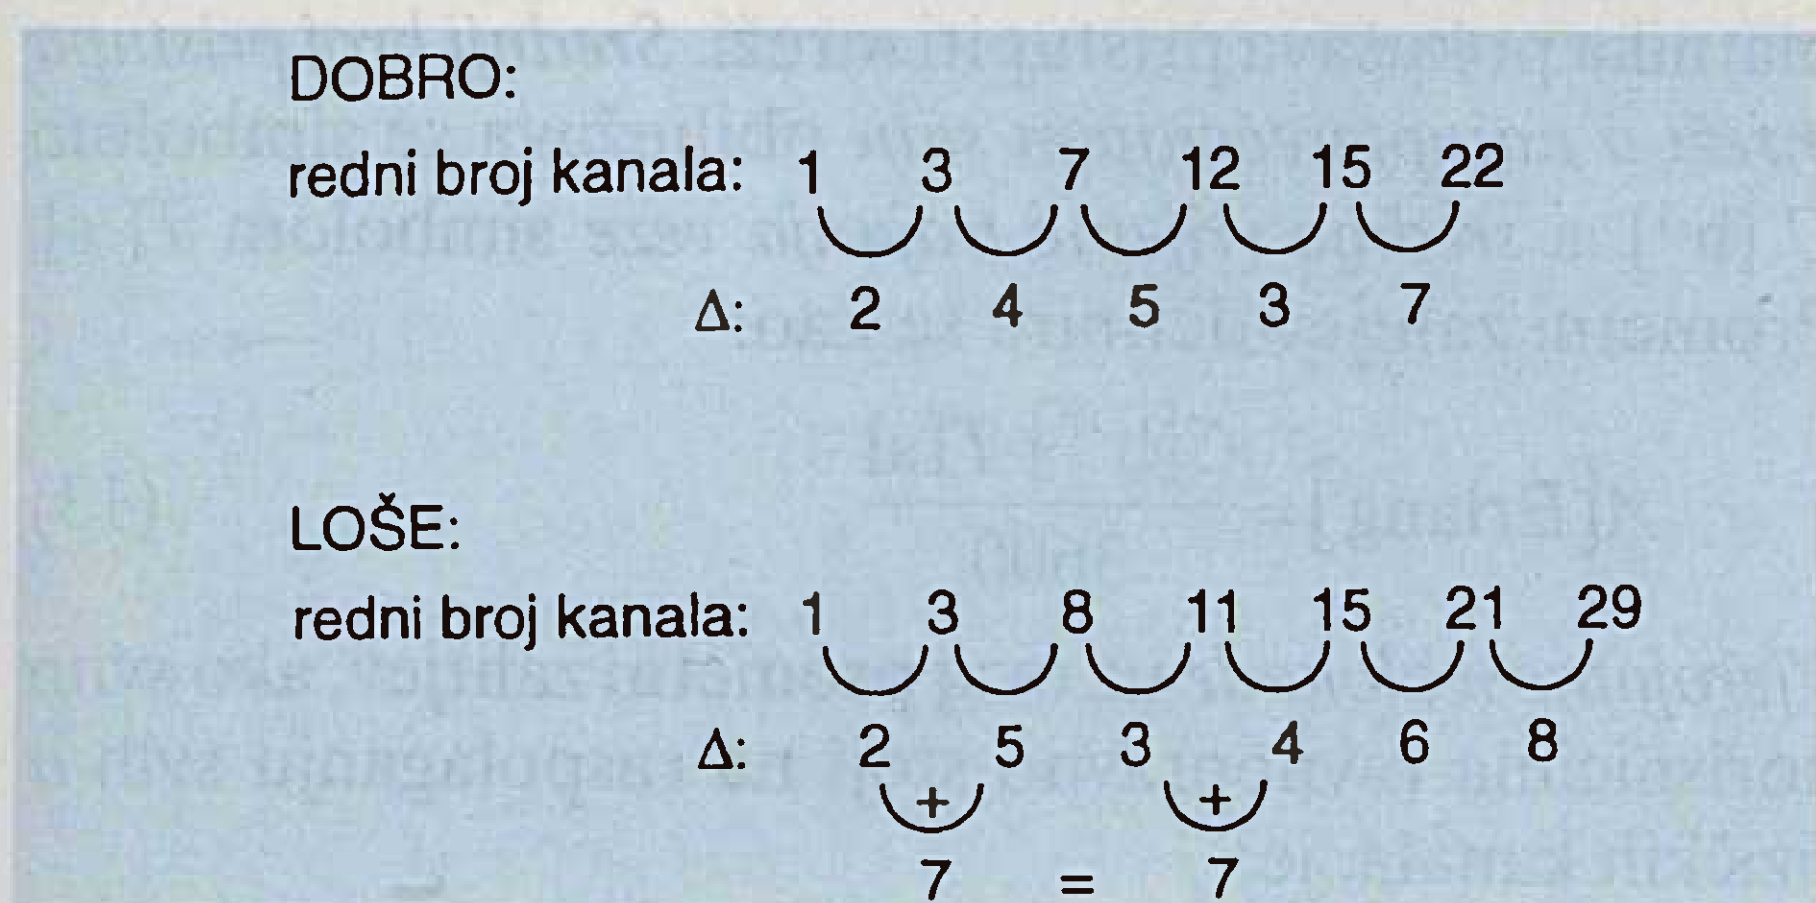 DOBRO:
redni broj kanala: 1 3 7 12 15 22
Δ: 2 4 5 3 7
LOŠE:
redni broj kanala: 1 3 8 11 15 21 29
Δ: 2 5 3 4 6 8
+ +
7 = 7